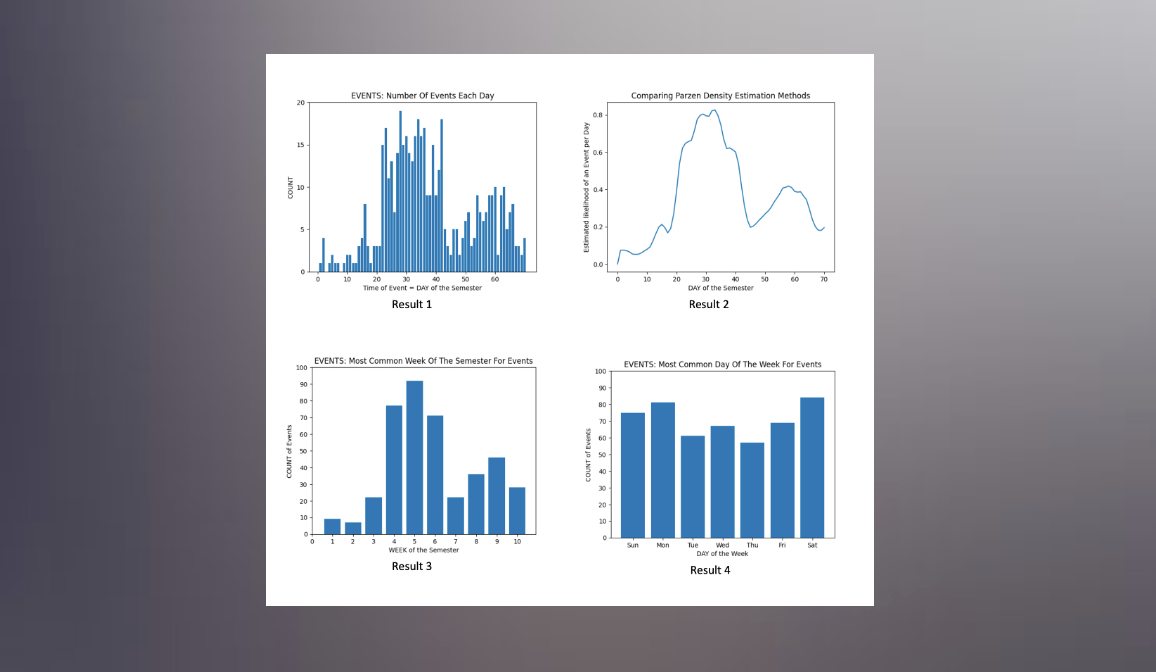 EVENTS: Number Of Events Each Day
20
15
10
5
0
COUNT
0 10 20 30 40 50 60
Time of Event = DAY of the Semester
Result 1
Comparing Parzen Density Estimation Methods
0.8
0.6
0.4
0.2
0.0
Estimated likelihood of an Event per Day
0 10 20 30 40 50 60 70
DAY of the Semester
Result 2
EVENTS: Most Common Week Of The Semester For Events
100
90
80
70
60
50
40
30
20
10
0
COUNT of Events
0 1 2 3 4 5 6 7 8 9 10
WEEK of the Semester
Result 3
EVENTS: Most Common Day Of The Week For Events
100
90
80
70
60
50
40
30
20
10
0
COUNT of Events
Sun Mon Tue Wed Thu Fri Sat
DAY of the Week
Result 4